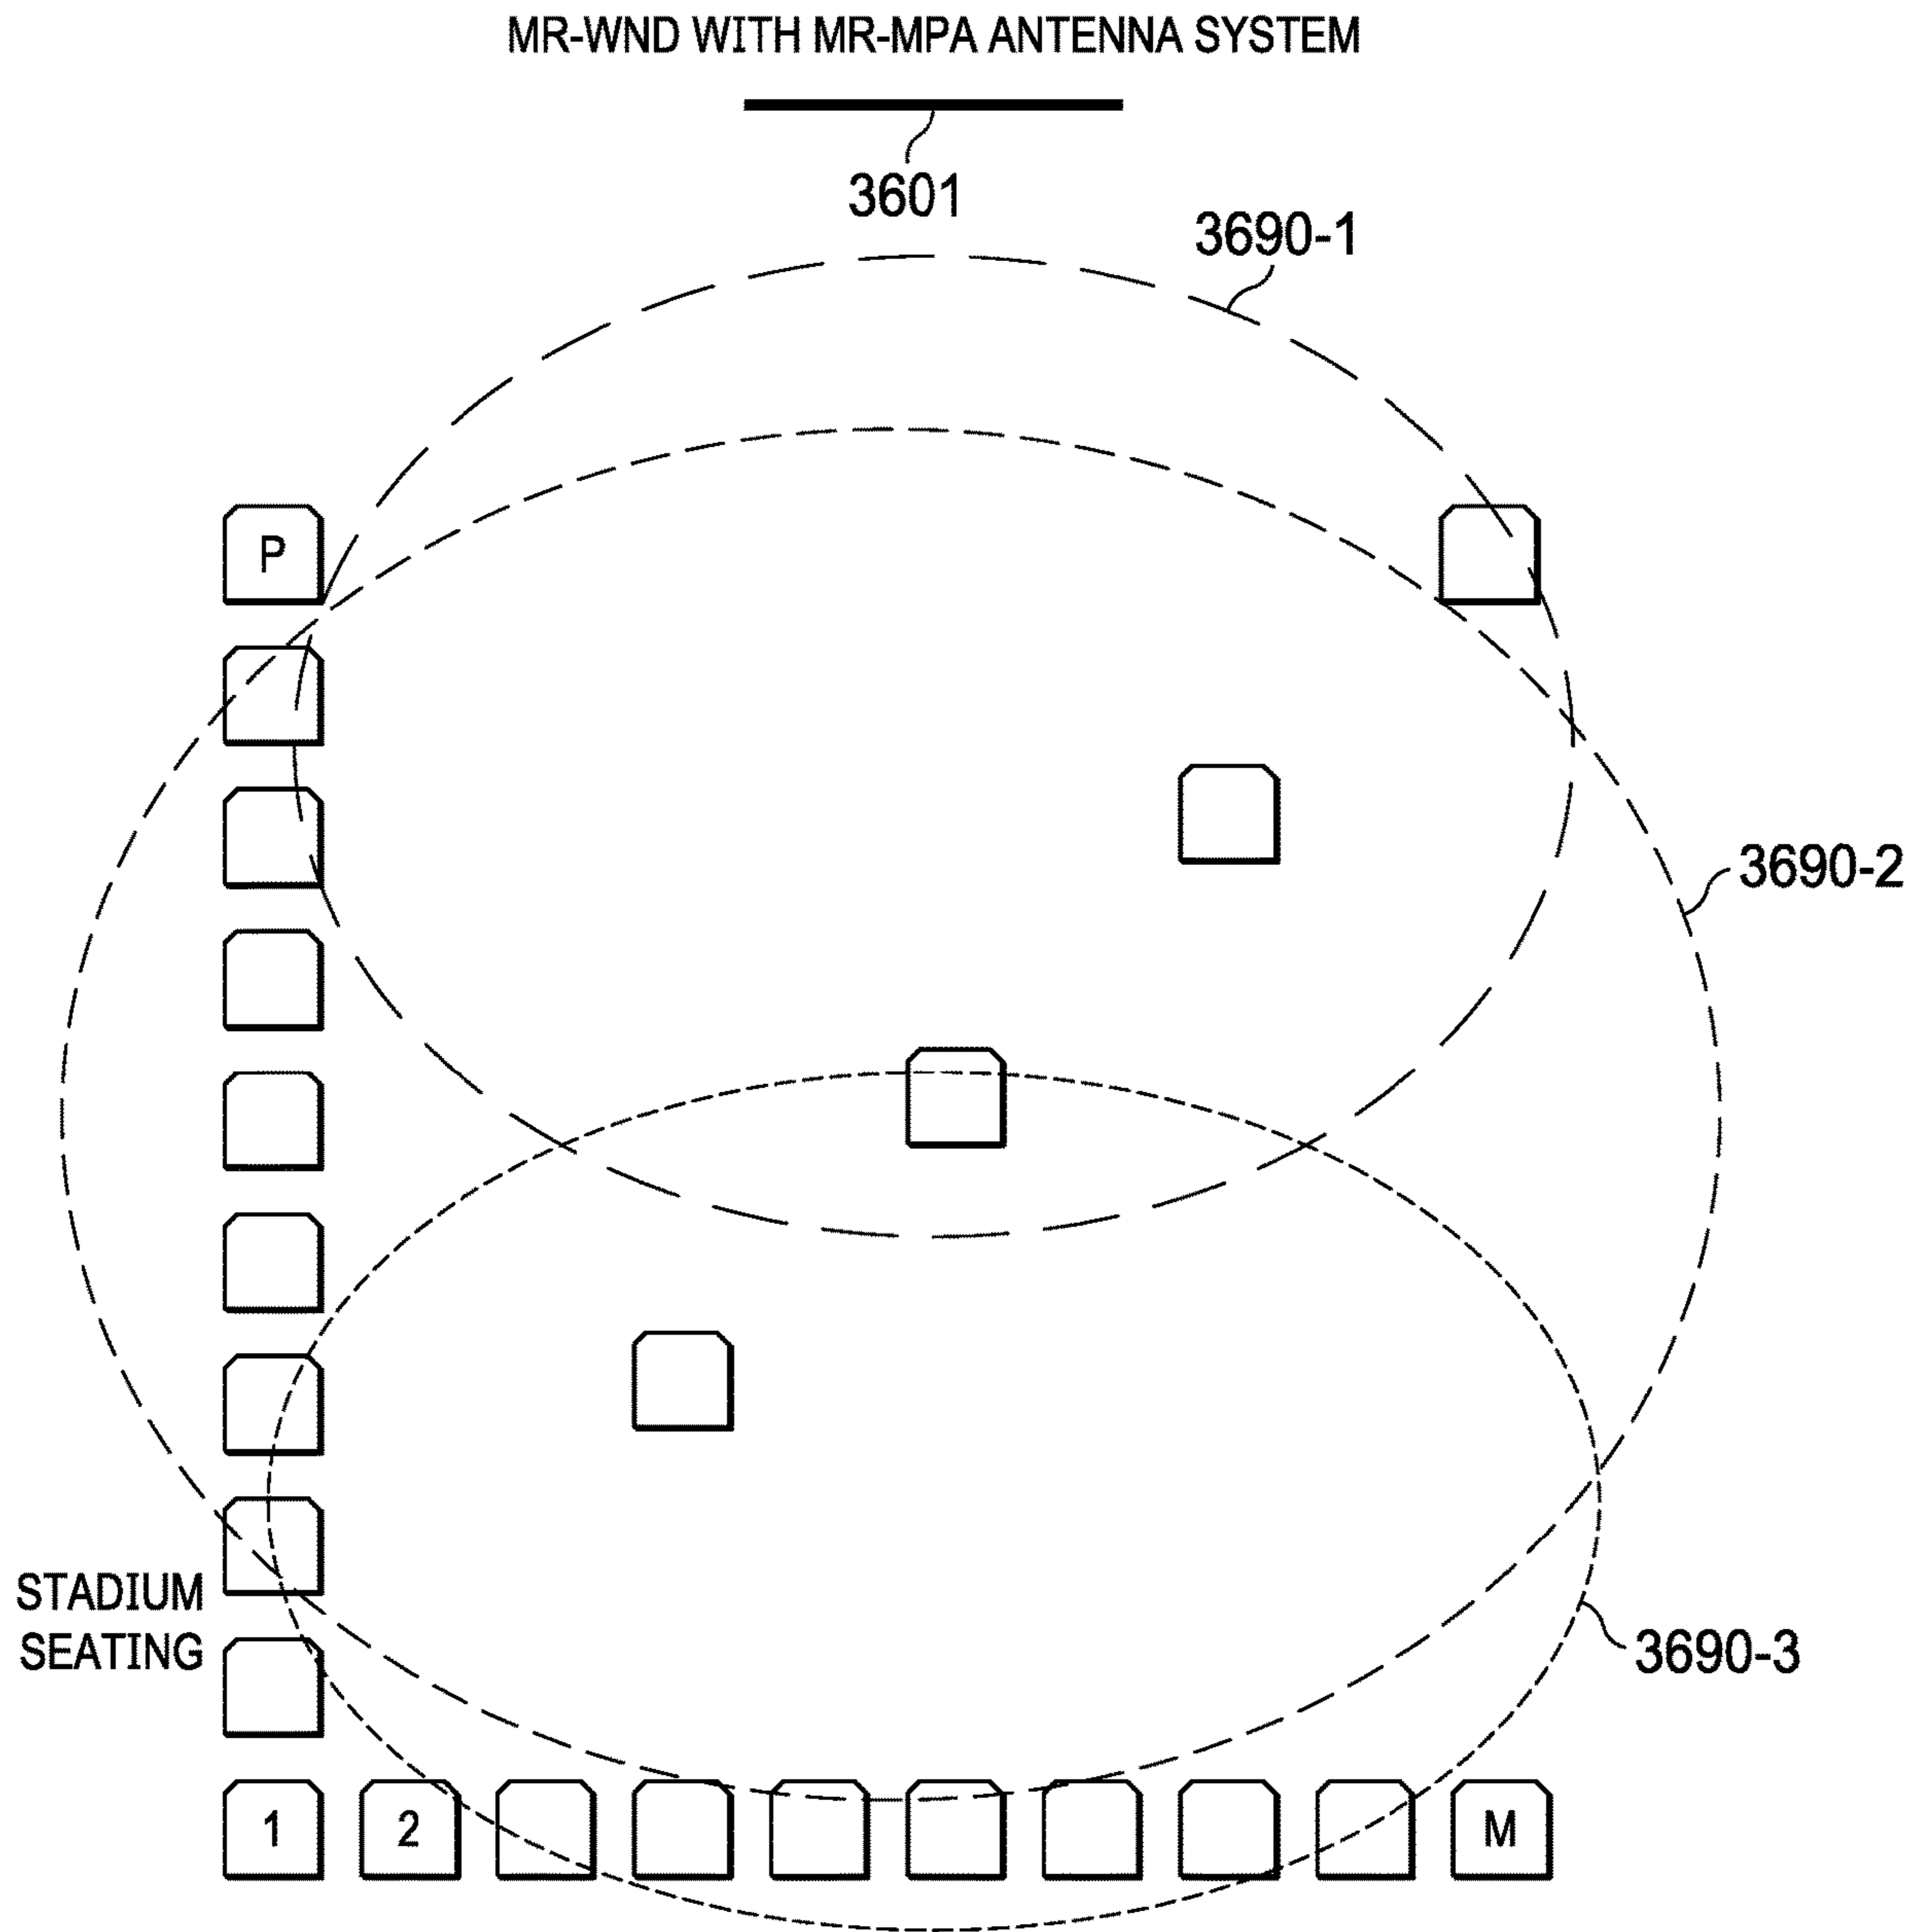 MR-WND WITH MR-MPA ANTENNA SYSTEM
3601
3690-1
P
3690-2
STADIUM
SEATING
3690-3
1
2
M